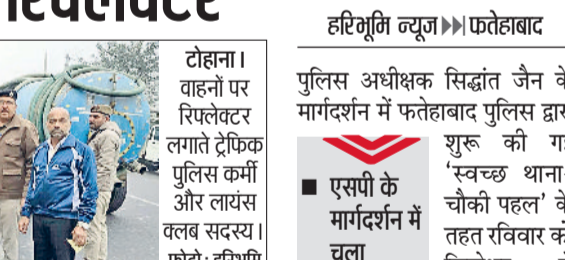 रिफ्लेक्टर
टोहाना।
वाहनों पर
रिफ्लेक्टर
लगाते ट्रेफिक
पुलिस कर्मी
और लायंस
क्लब सदस्य।
फोटो: हरिभूमि
हरिभूमि न्यूज फतेहाबाद
पुलिस अधीक्षक सिद्धांत जैन के
मार्गदर्शन में फतेहाबाद पुलिस द्वारा
एसपी के
मार्गदर्शन में
चला
शुरू की
'स्वच्छ थाना-
चौकी पहल' के
तहत रविवार को